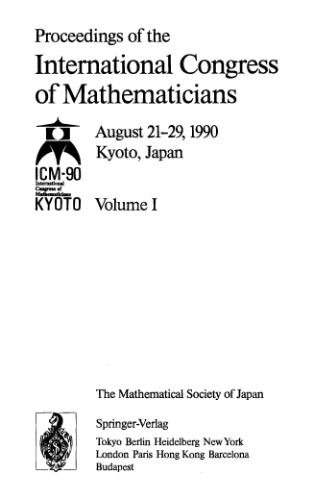 Proceedings of the
International Congress
of Mathematicians
August 21–29, 1990
Kyoto, Japan
ICM-90
International
Congress of
Mathematicians
KYOTO
Volume I
The Mathematical Society of Japan
Springer-Verlag
Tokyo Berlin Heidelberg New York
London Paris Hong Kong Barcelona
Budapest